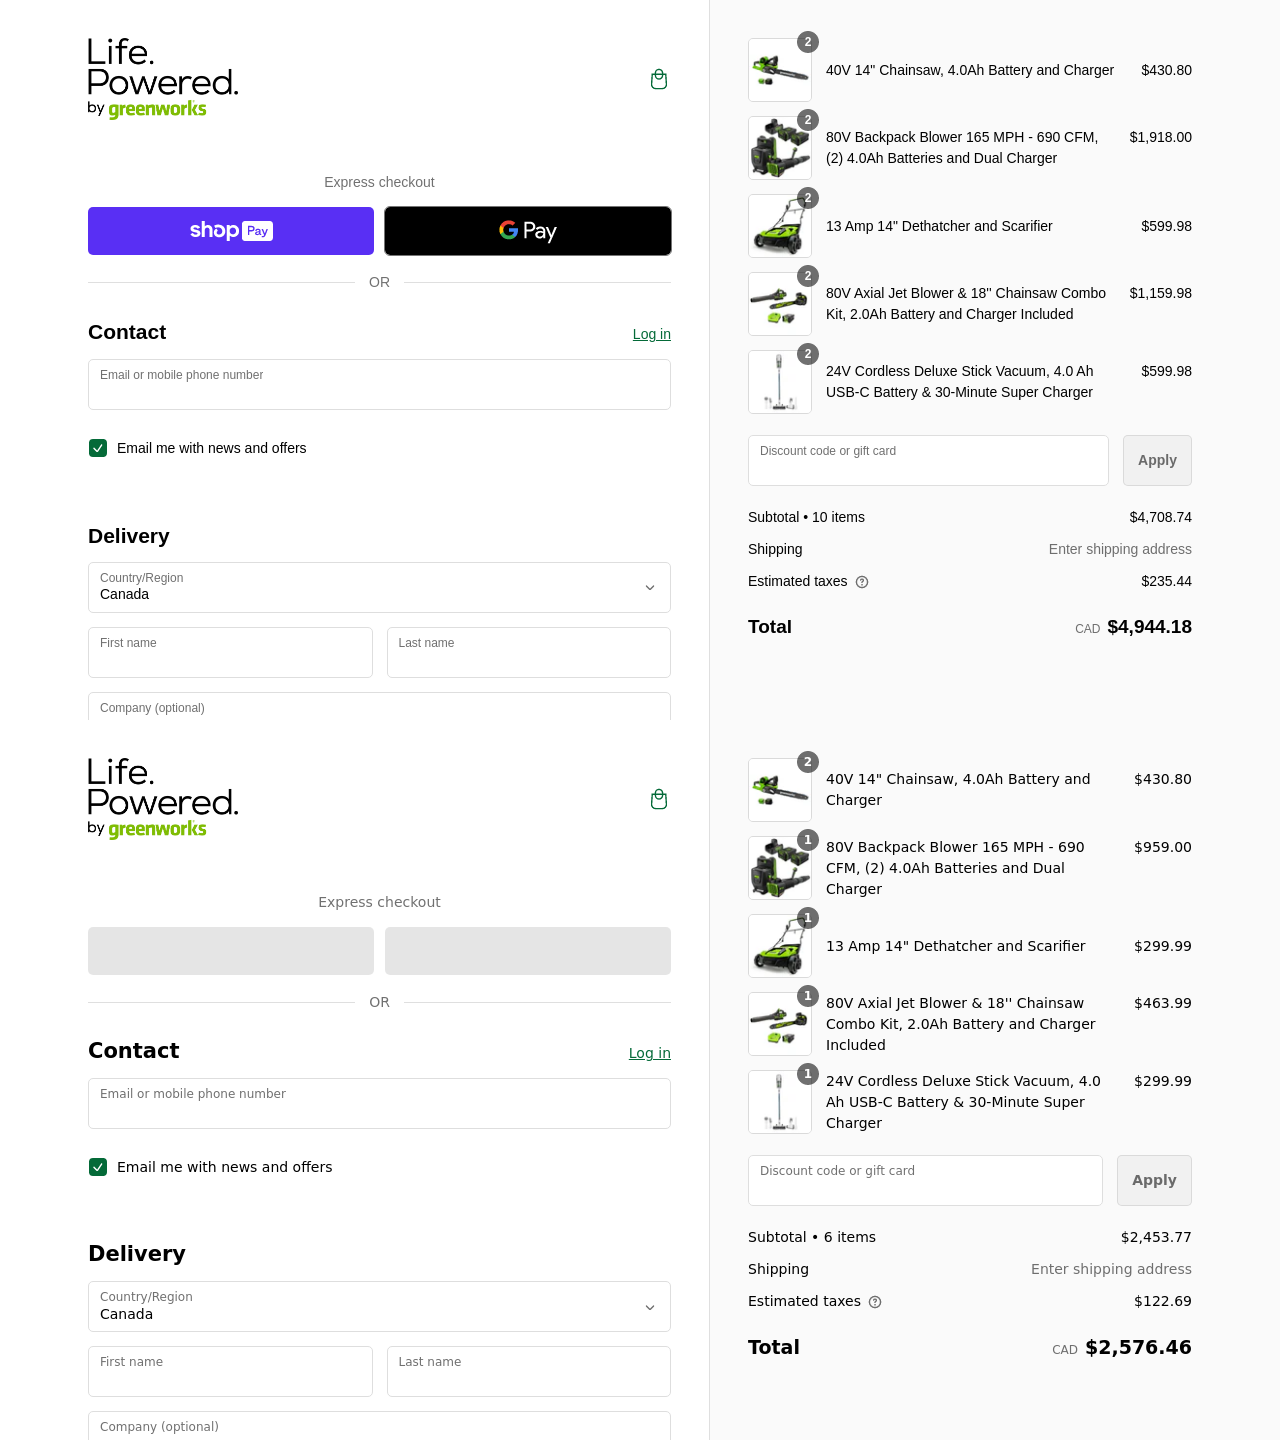 Life.
Powered.
by greenworks
Express checkout
shop Pay
G Pay
OR
Contact
Log in
Email or mobile phone number
Email me with news and offers
Delivery
Country/Region
Canada
First name
Last name
Company (optional)
2
40V 14" Chainsaw, 4.0Ah Battery and Charger
$430.80
2
80V Backpack Blower 165 MPH - 690 CFM,
(2) 4.0Ah Batteries and Dual Charger
$1,918.00
2
13 Amp 14" Dethatcher and Scarifier
$599.98
2
80V Axial Jet Blower & 18'' Chainsaw Combo
Kit, 2.0Ah Battery and Charger Included
$1,159.98
2
24V Cordless Deluxe Stick Vacuum, 4.0 Ah
USB-C Battery & 30-Minute Super Charger
$599.98
Discount code or gift card
Apply
Subtotal • 10 items
$4,708.74
Shipping
Enter shipping address
Estimated taxes
$235.44
Total
CAD $4,944.18
Life.
Powered.
by greenworks
Express checkout
OR
Contact
Log in
Email or mobile phone number
Email me with news and offers
Delivery
Country/Region
Canada
First name
Last name
Company (optional)
2
40V 14" Chainsaw, 4.0Ah Battery and
Charger
$430.80
1
80V Backpack Blower 165 MPH - 690
CFM, (2) 4.0Ah Batteries and Dual
Charger
$959.00
1
13 Amp 14" Dethatcher and Scarifier
$299.99
1
80V Axial Jet Blower & 18'' Chainsaw
Combo Kit, 2.0Ah Battery and Charger
Included
$463.99
1
24V Cordless Deluxe Stick Vacuum, 4.0
Ah USB-C Battery & 30-Minute Super
Charger
$299.99
Discount code or gift card
Apply
Subtotal • 6 items
$2,453.77
Shipping
Enter shipping address
Estimated taxes
$122.69
Total
CAD $2,576.46